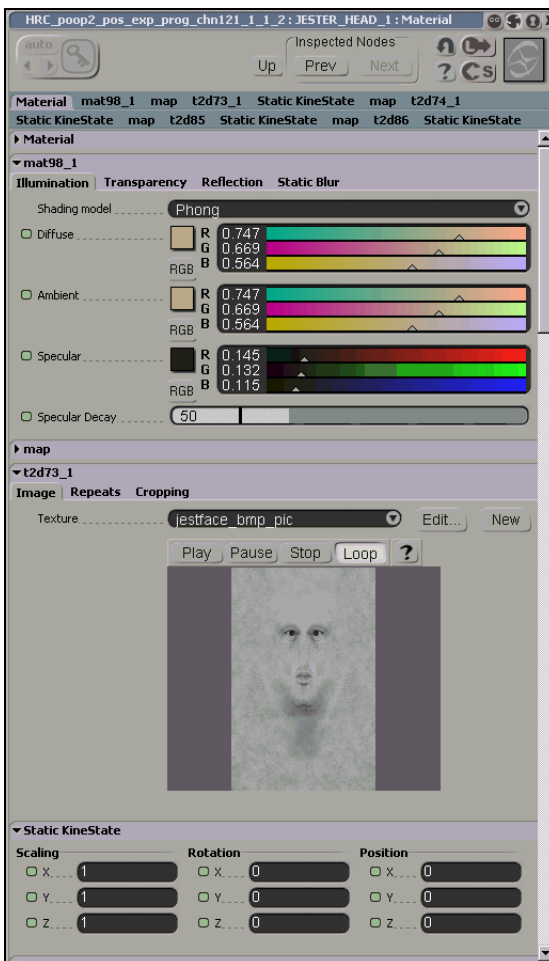 HRC_poop2_pos_exp_prog_chn121_1_1_2 : JESTER_HEAD_1 : Material
auto
Inspected Nodes
Up Prev Next
? Cs
Material mat98_1 map t2d73_1 Static KineState map t2d74_1
Static KineState map t2d85 Static KineState map t2d86 Static KineState
Material
mat98_1
Illumination Transparency Reflection Static Blur
Shading model Phong
Diffuse R 0.747
G 0.669
RGB B 0.564
Ambient R 0.747
G 0.669
RGB B 0.564
Specular R 0.145
G 0.132
RGB B 0.115
Specular Decay 50
map
t2d73_1
Image Repeats Cropping
Texture jestface_bmp_pic Edit... New
Play Pause Stop Loop ?
Static KineState
Scaling Rotation Position
X 1 X 0 X 0
Y 1 Y 0 Y 0
Z 1 Z 0 Z 0